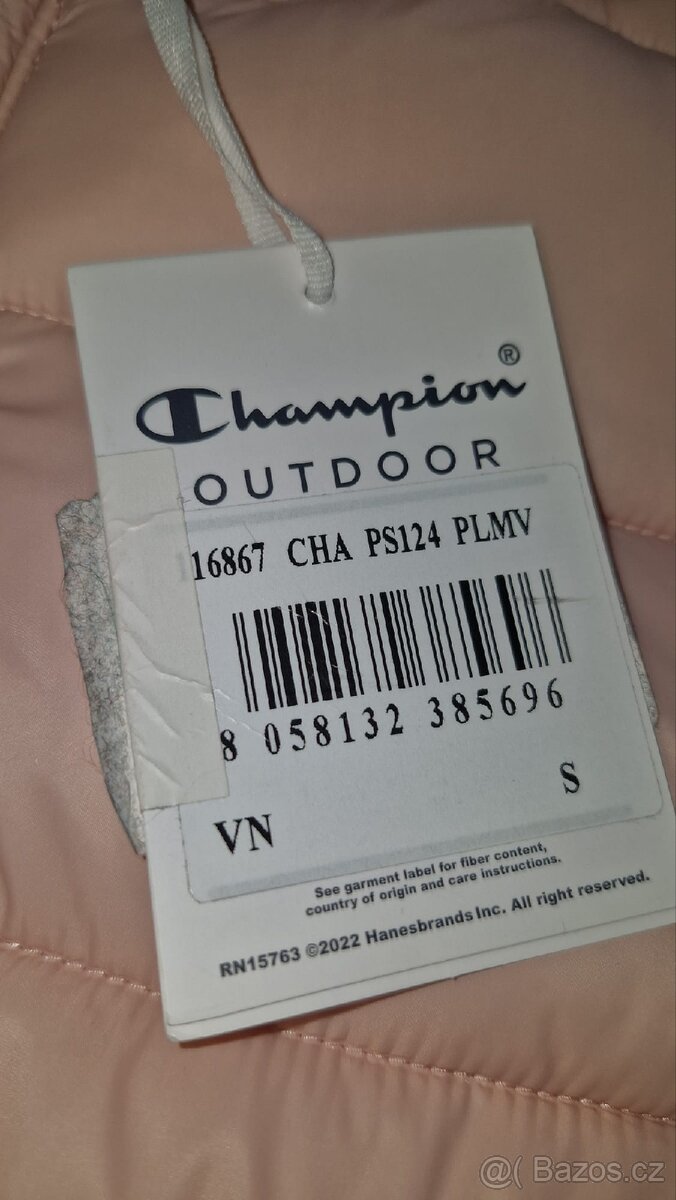 Champion®
OUTDOOR
16867 CHA PS124 PLMV
8 058132 385696
VN S
See garment label for fiber content,
country of origin and care instructions.
RN15763 ©2022 Hanesbrands Inc. All right reserved.
@( Bazos.cz